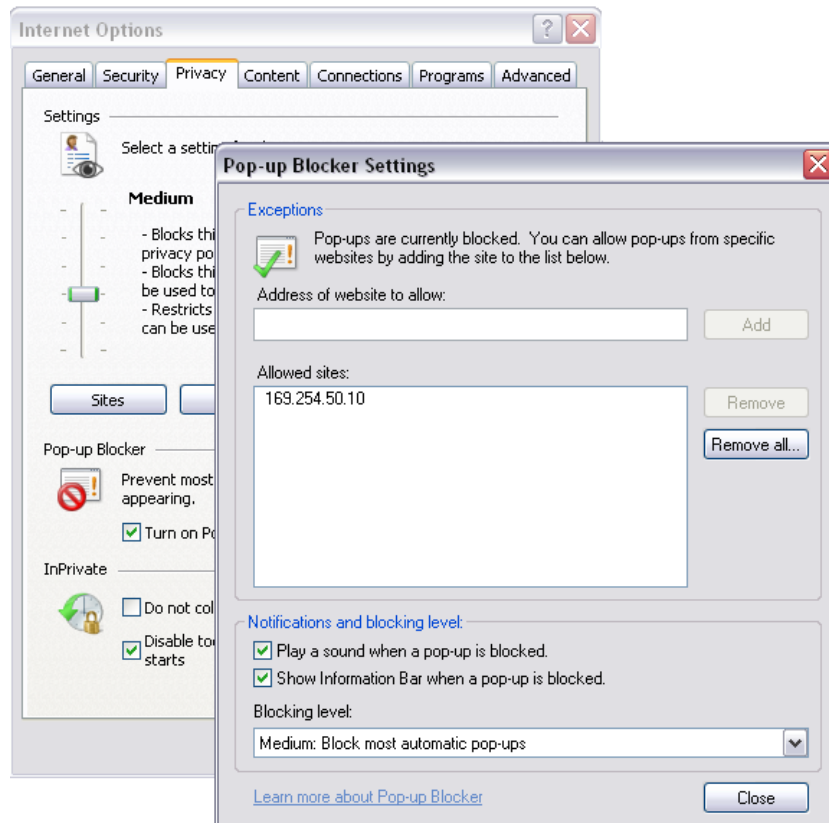 Internet Options
General Security Privacy Content Connections Programs Advanced
Settings
Select a setting
Medium
- Blocks thi
privacy po
- Blocks thi
be used to
- Restricts
can be use
Sites
Pop-up Blocker
Prevent most
appearing.
Turn on Po
InPrivate
Do not col
Disable too
starts
Pop-up Blocker Settings
Exceptions
Pop-ups are currently blocked. You can allow pop-ups from specific
websites by adding the site to the list below.
Address of website to allow:
Add
Allowed sites:
169.254.50.10
Remove
Remove all...
Notifications and blocking level:
Play a sound when a pop-up is blocked.
Show Information Bar when a pop-up is blocked.
Blocking level:
Medium: Block most automatic pop-ups
Learn more about Pop-up Blocker
Close